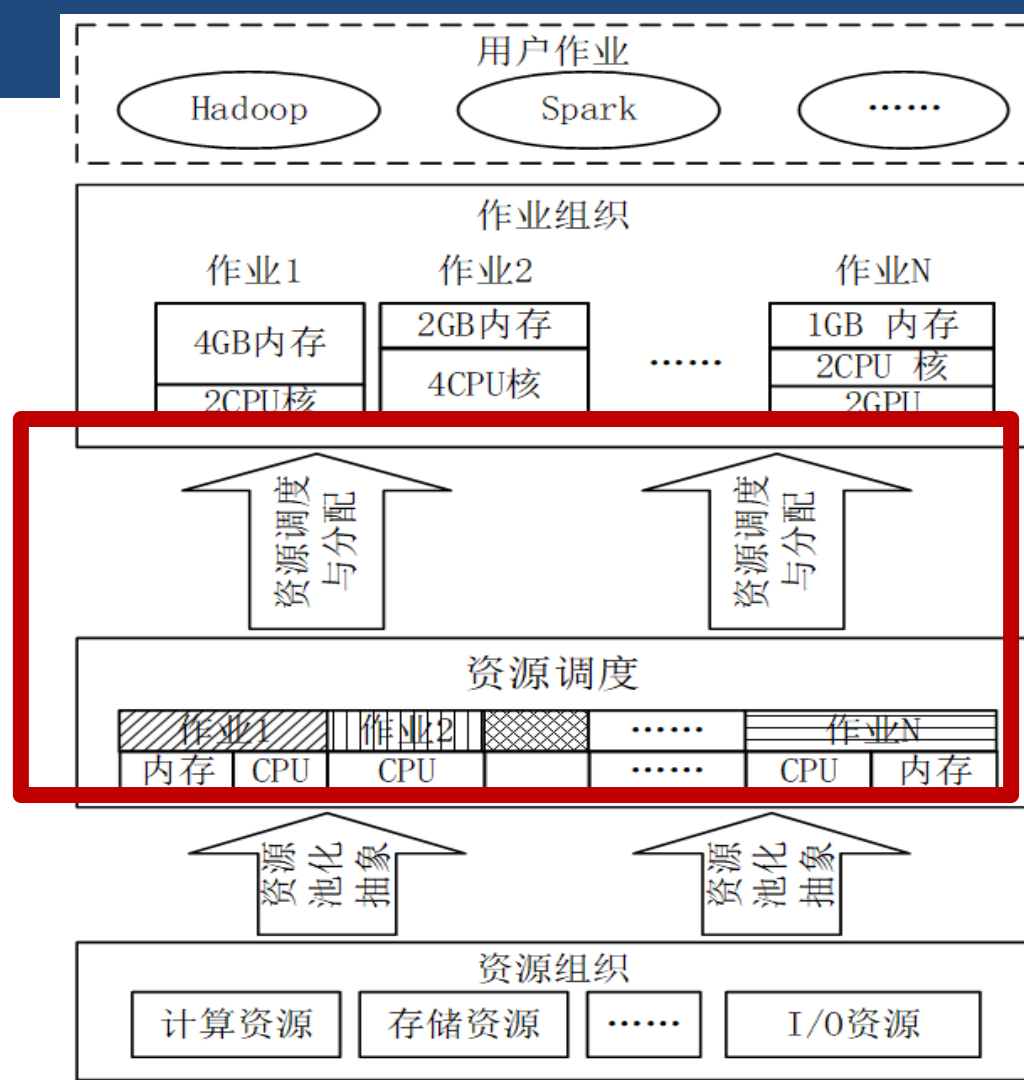 用户作业
Hadoop
Spark
……
作业组织
作业1
作业2
作业N
4GB内存
2CPU核
2GB内存
4CPU核
……
1GB 内存
2CPU 核
2GPU
资源调度
与分配
资源调度
与分配
资源调度
作业1
作业2
……
作业N
内存
CPU
CPU
……
CPU
内存
资源
池化
抽象
资源
池化
抽象
资源组织
计算资源
存储资源
……
I/O资源